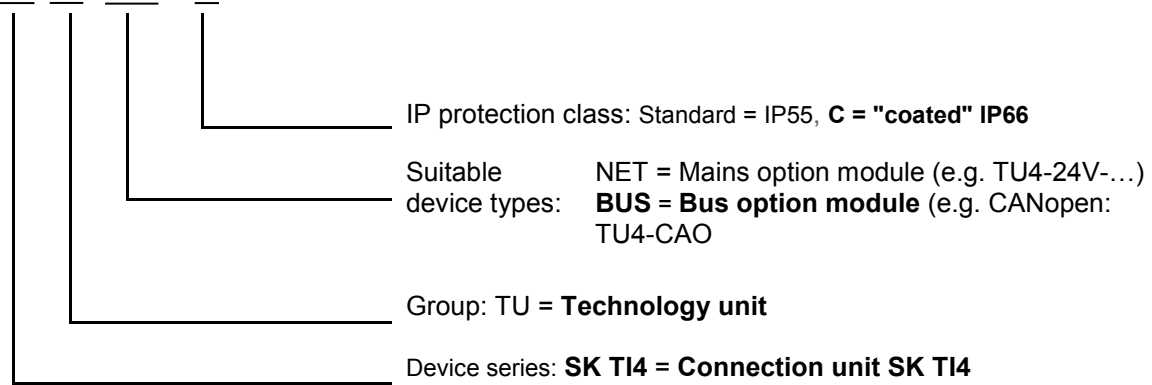 IP protection class: Standard = IP55, C = "coated" IP66
Suitable device types: NET = Mains option module (e.g. TU4-24V-…)
BUS = Bus option module (e.g. CANopen:
TU4-CAO
Group: TU = Technology unit
Device series: SK TI4 = Connection unit SK TI4